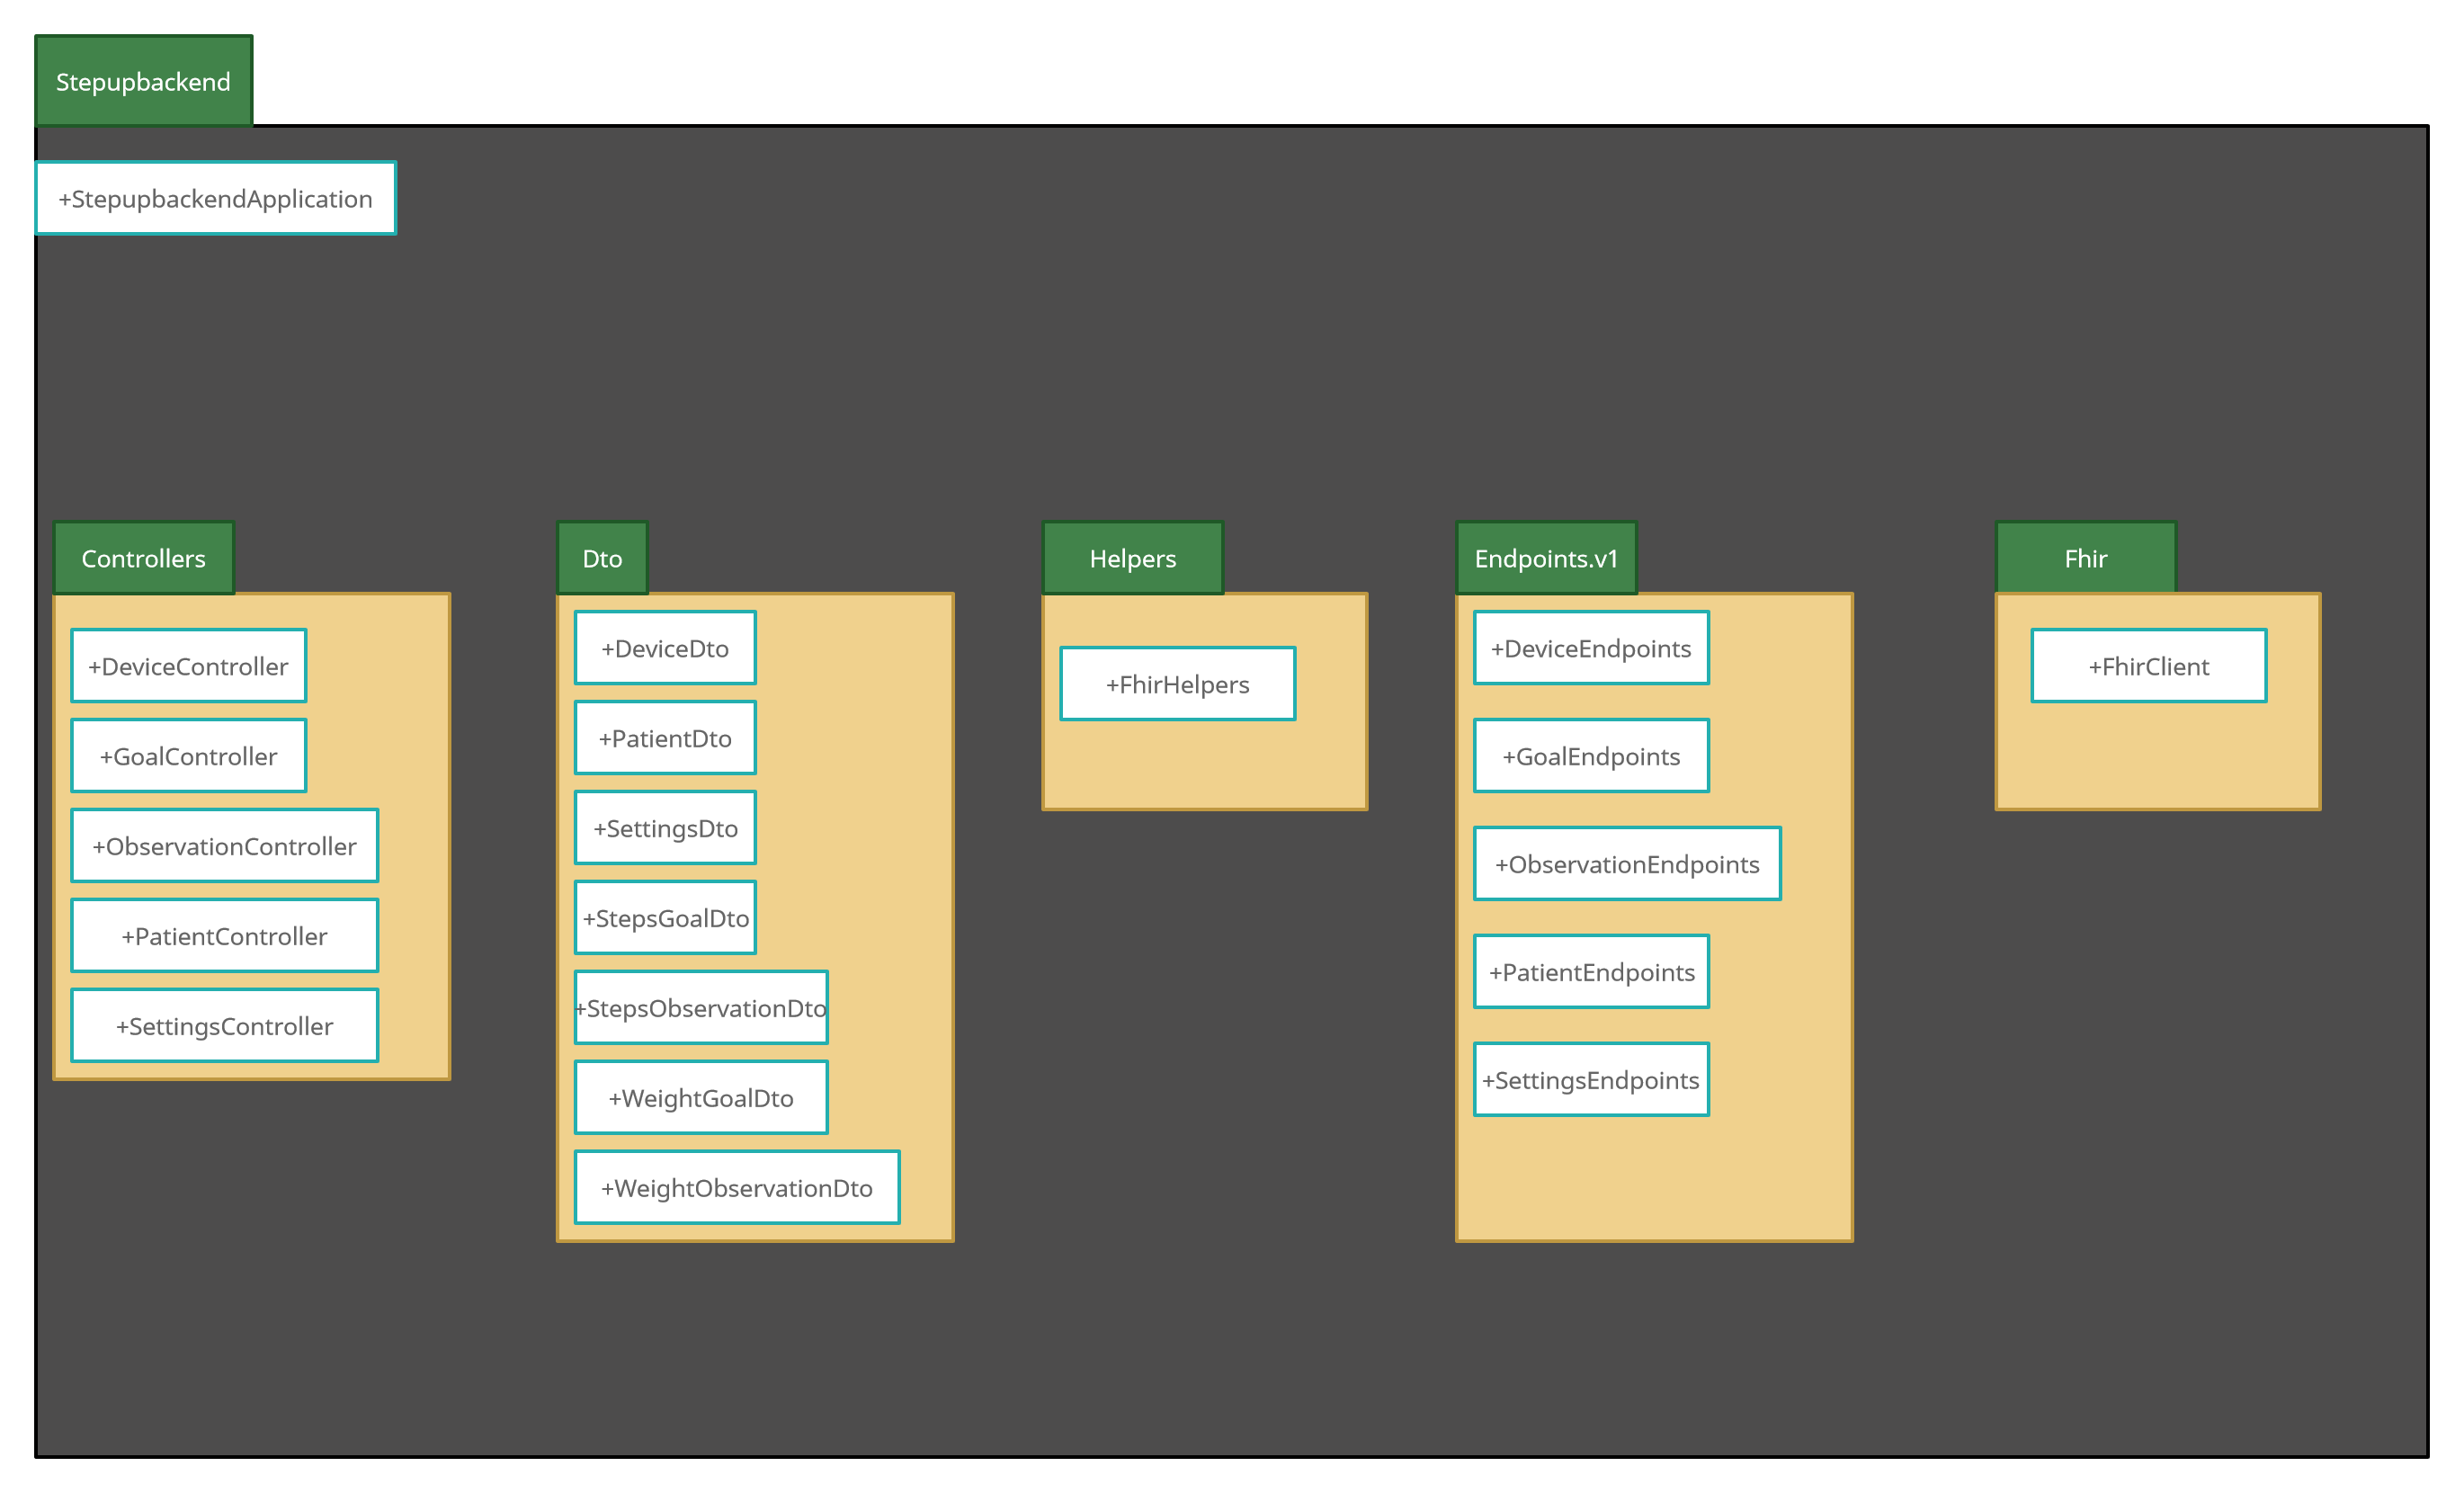 Stepupbackend
+StepupbackendApplication
Controllers
+DeviceController
+GoalController
+ObservationController
+PatientController
+SettingsController
Dto
+DeviceDto
+PatientDto
+SettingsDto
+StepsGoalDto
+StepsObservationDto
+WeightGoalDto
+WeightObservationDto
Helpers
+FhirHelpers
Endpoints.v1
+DeviceEndpoints
+GoalEndpoints
+ObservationEndpoints
+PatientEndpoints
+SettingsEndpoints
Fhir
+FhirClient